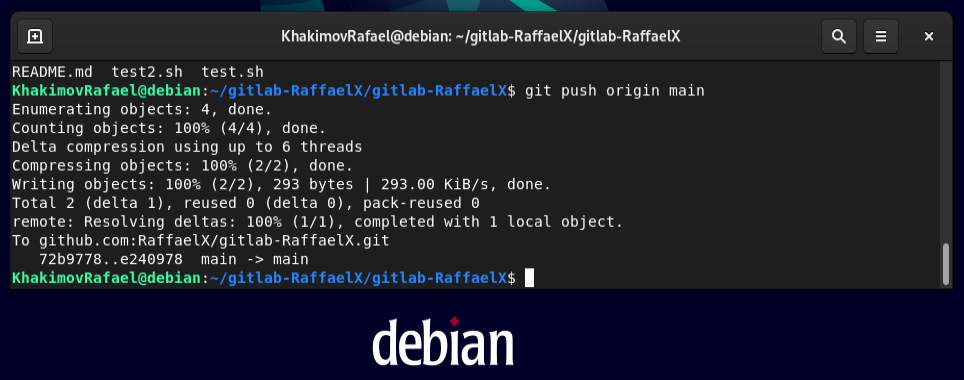 KhakimovRafael@debian: ~/gitlab-RaffaelX/gitlab-RaffaelX
README.md  test2.sh  test.sh
KhakimovRafael@debian:~/gitlab-RaffaelX/gitlab-RaffaelX$ git push origin main
Enumerating objects: 4, done.
Counting objects: 100% (4/4), done.
Delta compression using up to 6 threads
Compressing objects: 100% (2/2), done.
Writing objects: 100% (2/2), 293 bytes | 293.00 KiB/s, done.
Total 2 (delta 1), reused 0 (delta 0), pack-reused 0
remote: Resolving deltas: 100% (1/1), completed with 1 local object.
To github.com:RaffaelX/gitlab-RaffaelX.git
   72b9778..e240978  main -> main
KhakimovRafael@debian:~/gitlab-RaffaelX/gitlab-RaffaelX$
debian